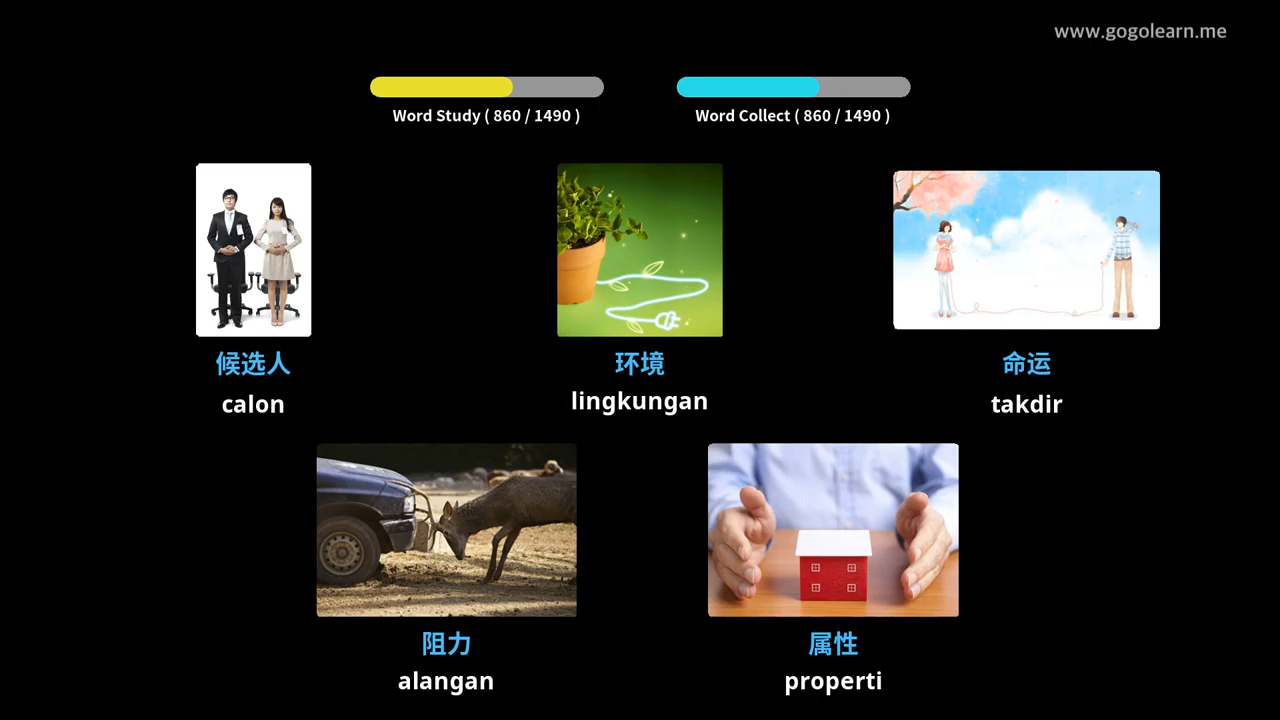 www.gogolearn.me
Word Study ( 860 / 1490 )
Word Collect ( 860 / 1490 )
候选人
calon
环境
lingkungan
命运
takdir
阻力
alangan
属性
properti